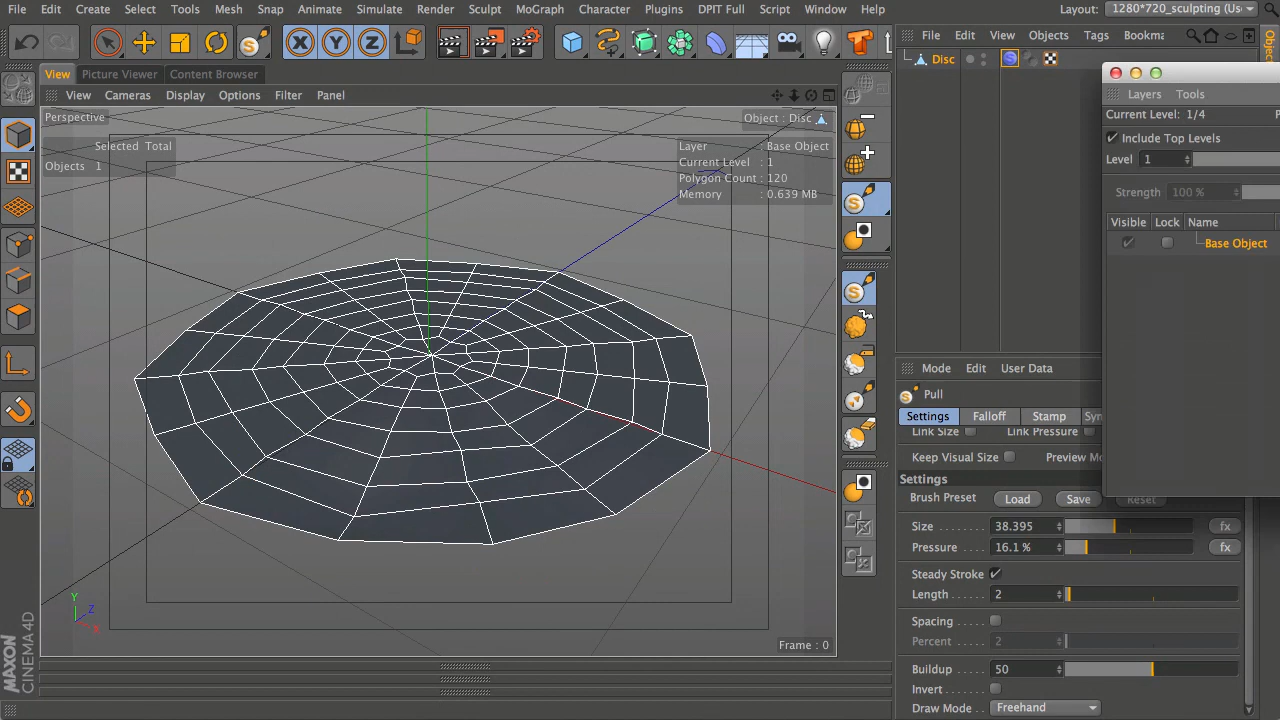 File Edit Create Select Tools Mesh Snap Animate Simulate Render Sculpt MoGraph Character Plugins DPIT Full Script Window Help Layout: 1280*720_sculpting (Us
View Picture Viewer Content Browser
View Cameras Display Options Filter Panel
Perspective
Object : Disc
Selected Total
Objects 1
Layer : Base Object
Current Level : 1
Polygon Count : 120
Memory : 0.639 MB
Y
Z
X
Frame : 0
MAXON
CINEMA 4D
X Y Z
File Edit View Objects Tags Bookma
Disc
Objects
Layers Tools
Current Level: 1/4
Include Top Levels
Level 1
Strength 100 %
Visible Lock Name
Base Object
Mode Edit User Data
Pull
Settings Falloff Stamp Syn
Link Size Link Pressure
Keep Visual Size Preview Mo
Settings
Brush Preset Load Save Reset
Size 38.395 fx
Pressure 16.1 % fx
Steady Stroke
Length 2
Spacing
Percent 2
Buildup 50
Invert
Draw Mode Freehand